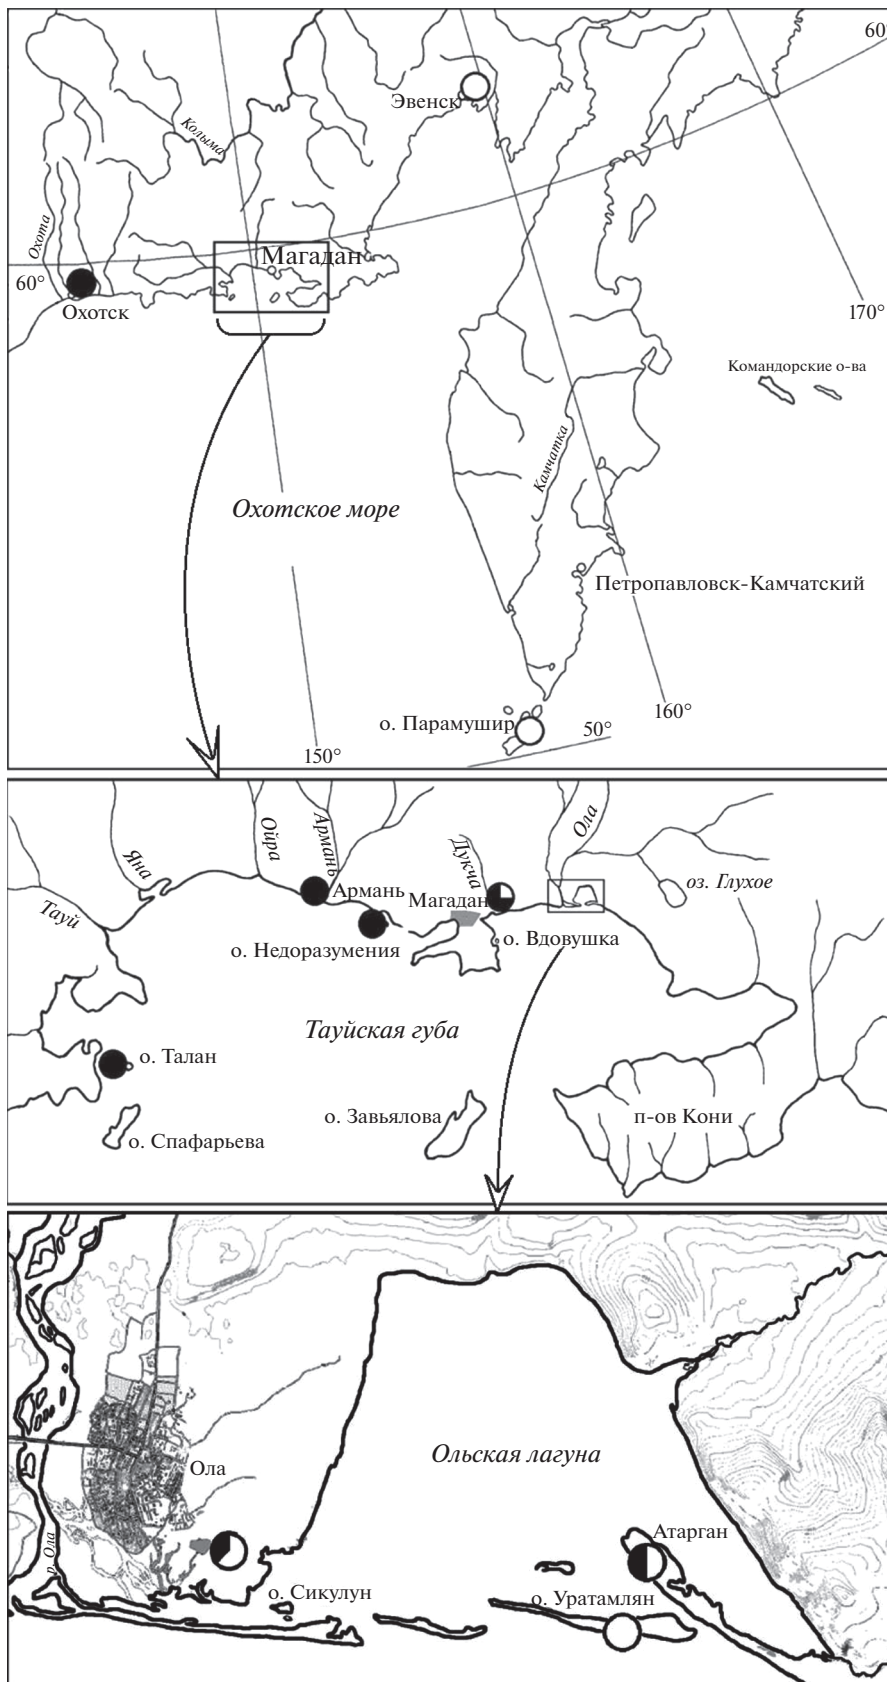 60°
Эвенск
Колыма
Охота
Магадан
60°
Охотск
170°
Командорские о-ва
Камчатка
Охотское море
Петропавловск-Камчатский
160°
о. Парамушир
50°
150°
Яна
Ойра
Армань
Дукча
Ола
Тауй
Армань
Магадан
оз. Глухое
о. Недоразумения
о. Вдовушка
Тауйская губа
о. Талан
о. Завьялова
п-ов Кони
о. Спафарьева
Ольская лагуна
Ола
Атарган
р. Ола
о. Сикулун
о. Уратамлян